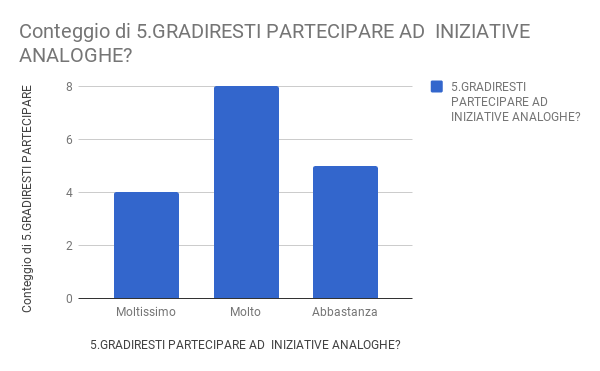 Conteggio di 5.GRADIRESTI PARTECIPARE AD  INIZIATIVE
ANALOGHE?
Conteggio di 5.GRADIRESTI PARTECIPARE
8
6
4
2
0
Moltissimo
Molto
Abbastanza
5.GRADIRESTI PARTECIPARE AD  INIZIATIVE ANALOGHE?
5.GRADIRESTI
PARTECIPARE AD
INIZIATIVE ANALOGHE?